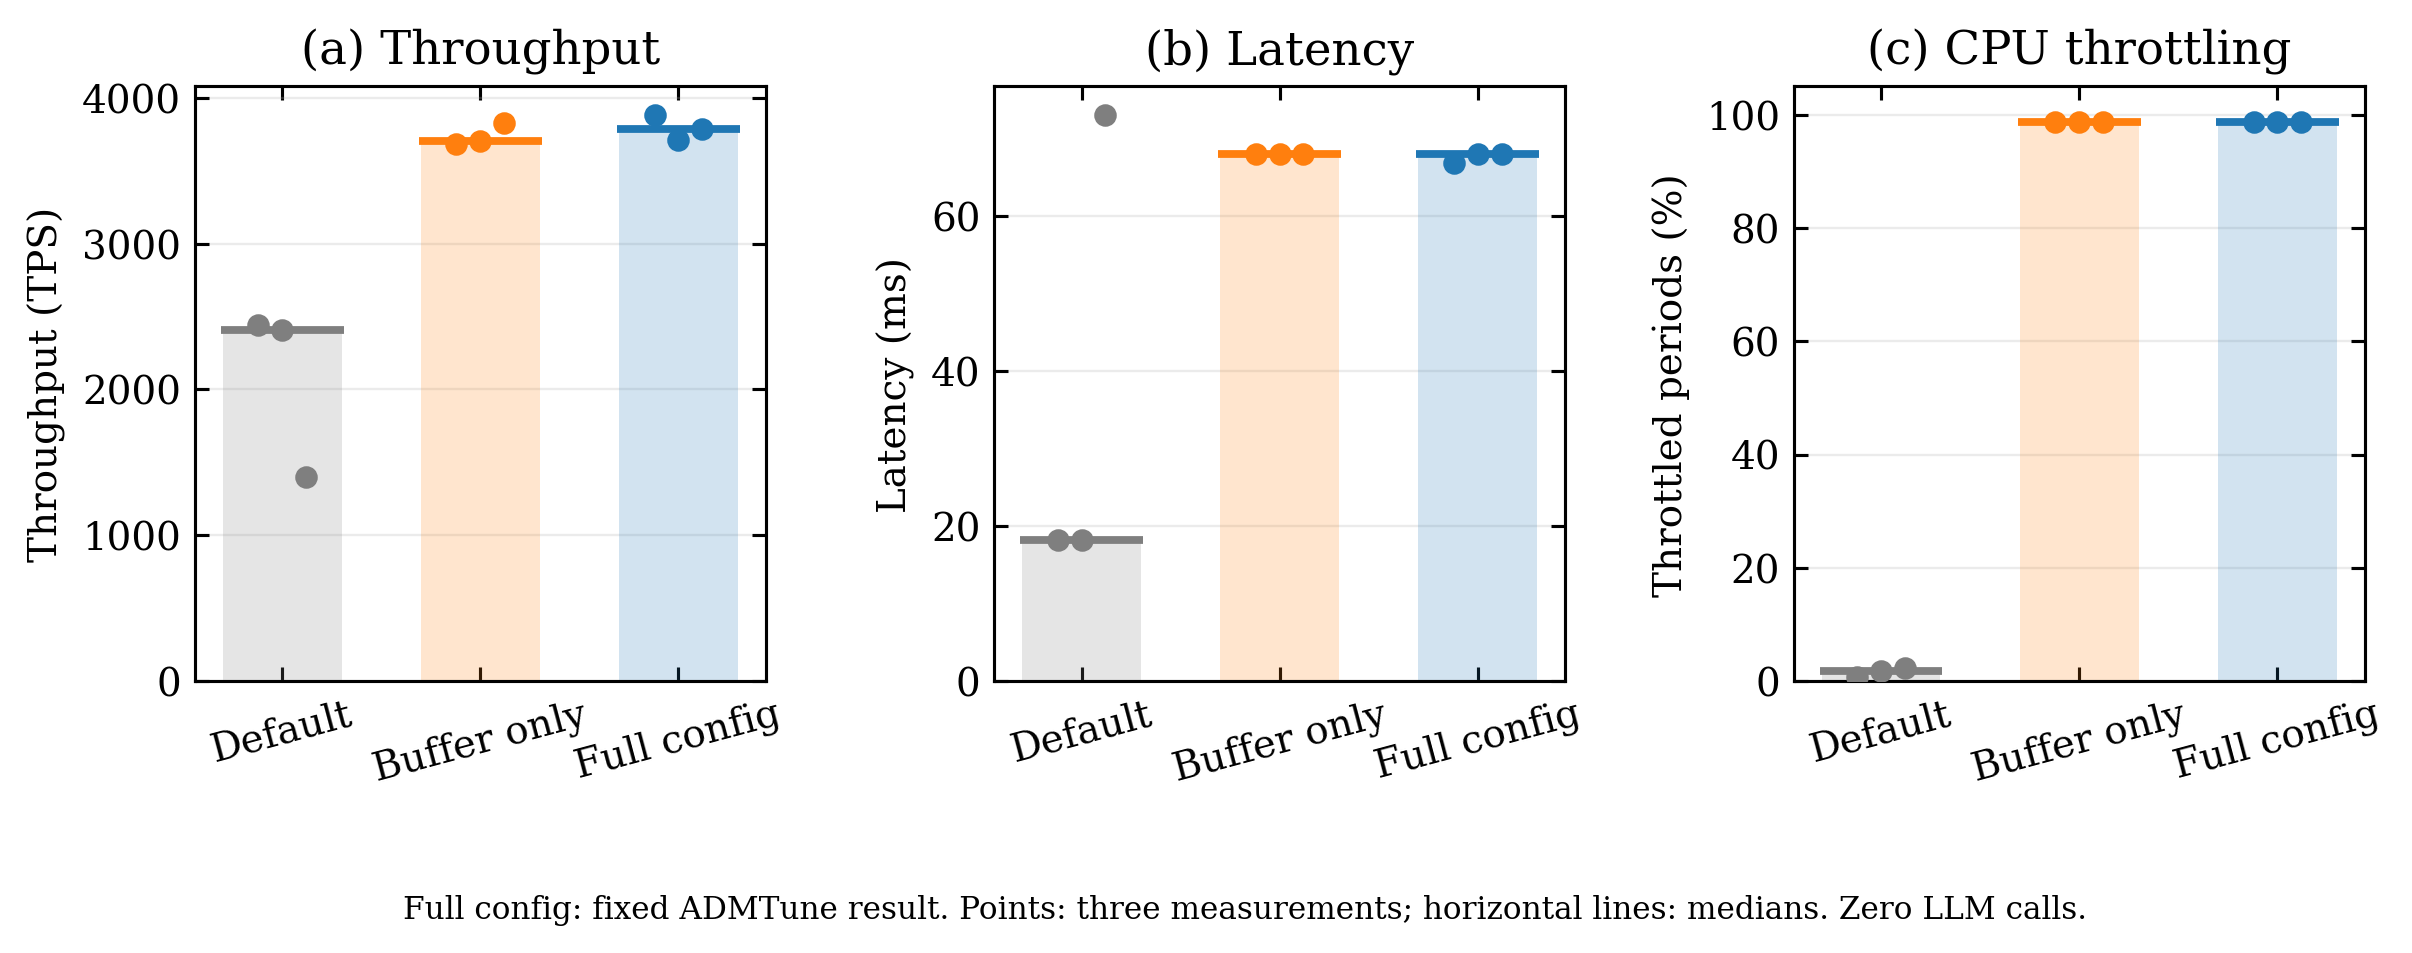 (a) Throughput
Throughput (TPS)
4000
3000
2000
1000
0
Default
Buffer only
Full config
(b) Latency
Latency (ms)
60
40
20
0
Default
Buffer only
Full config
(c) CPU throttling
Throttled periods (%)
100
80
60
40
20
0
Default
Buffer only
Full config
Full config: fixed ADMTune result. Points: three measurements; horizontal lines: medians. Zero LLM calls.